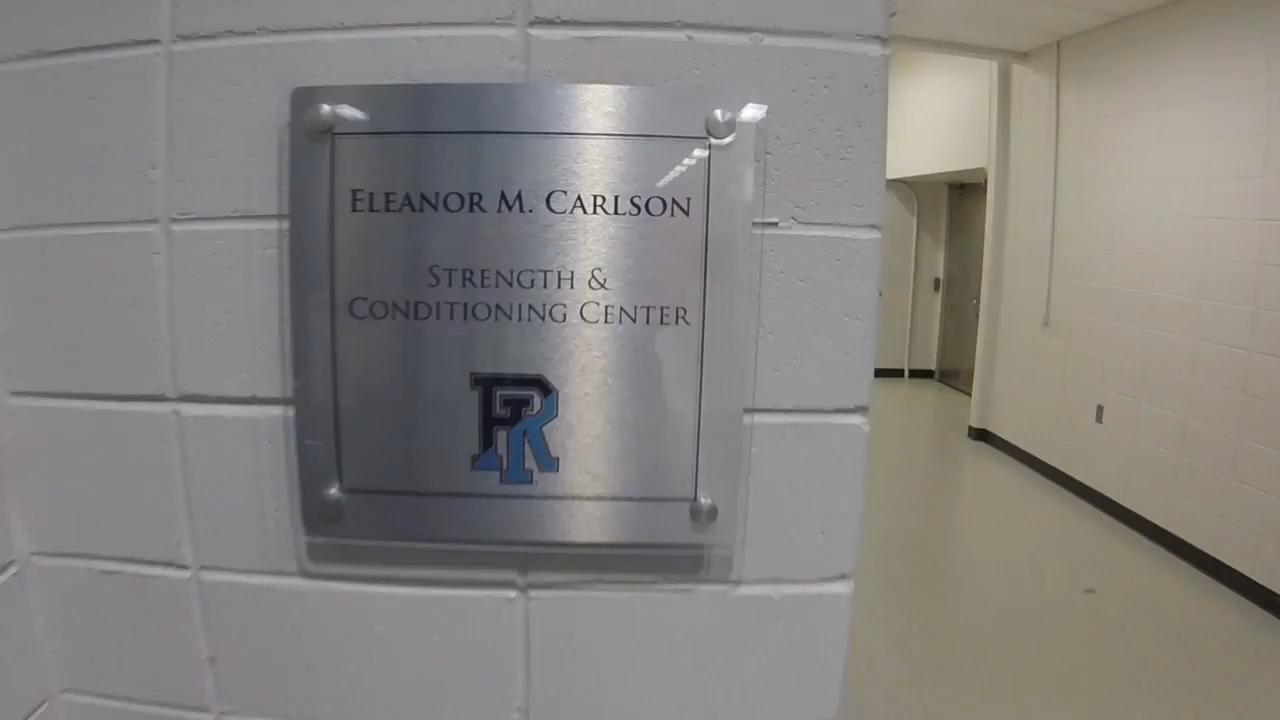 ELEANOR M. CARLSON
STRENGTH &
CONDITIONING CENTER
RI